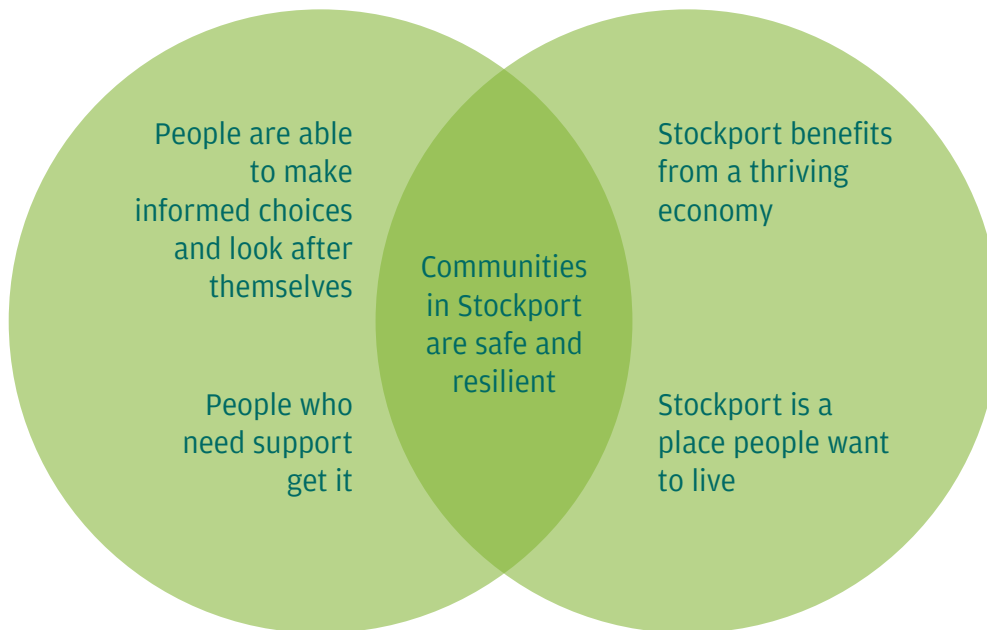 People are able
to make
informed choices
and look after
themselves
People who
need support
get it
Communities
in Stockport
are safe and
resilient
Stockport benefits
from a thriving
economy
Stockport is a
place people want
to live